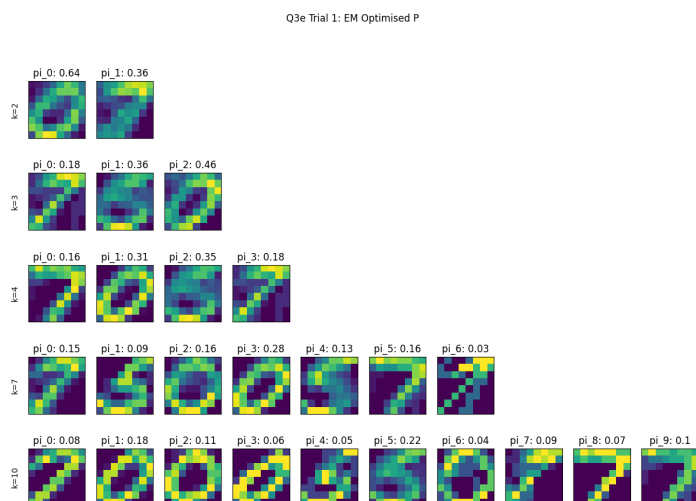 Q3e Trial 1: EM Optimised P
pi_0: 0.64 pi_1: 0.36
k=2
pi_0: 0.18 pi_1: 0.36 pi_2: 0.46
k=3
pi_0: 0.16 pi_1: 0.31 pi_2: 0.35 pi_3: 0.18
k=4
pi_0: 0.15 pi_1: 0.09 pi_2: 0.16 pi_3: 0.28 pi_4: 0.13 pi_5: 0.16 pi_6: 0.03
k=7
pi_0: 0.08 pi_1: 0.18 pi_2: 0.11 pi_3: 0.06 pi_4: 0.05 pi_5: 0.22 pi_6: 0.04 pi_7: 0.09 pi_8: 0.07 pi_9: 0.1
k=10